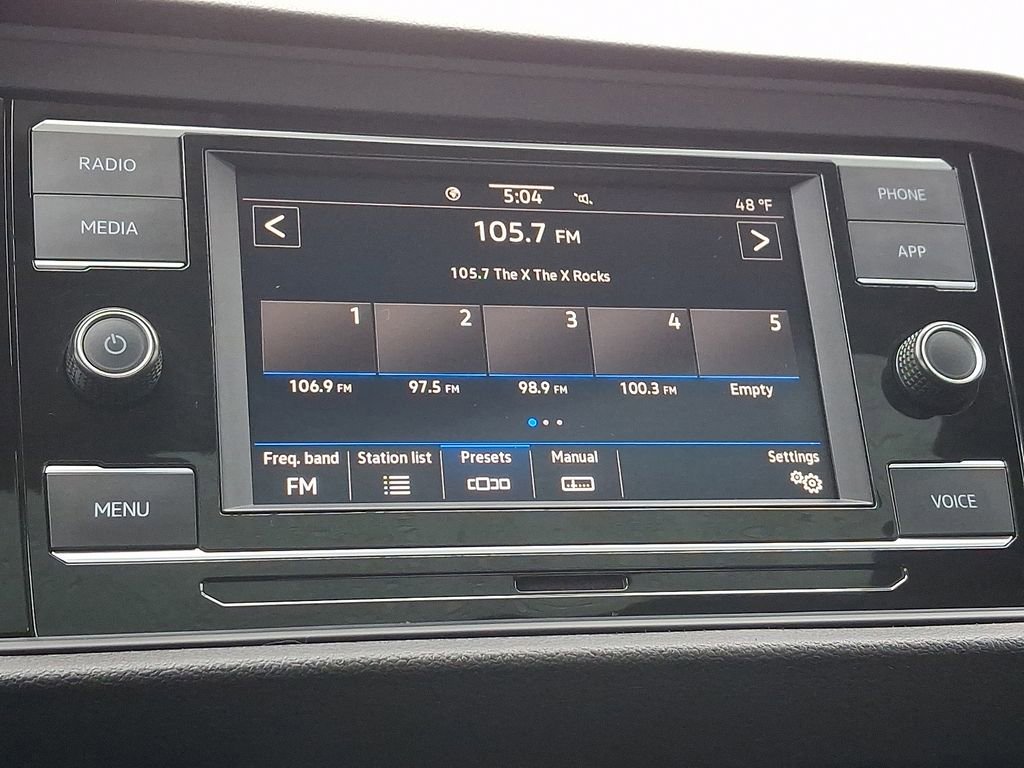 RADIO
MEDIA
MENU
5:04
48 °F
<
105.7 FM
>
105.7 The X The X Rocks
1 2 3 4 5
106.9 FM 97.5 FM 98.9 FM 100.3 FM Empty
Freq. band Station list Presets Manual Settings
FM
PHONE
APP
VOICE